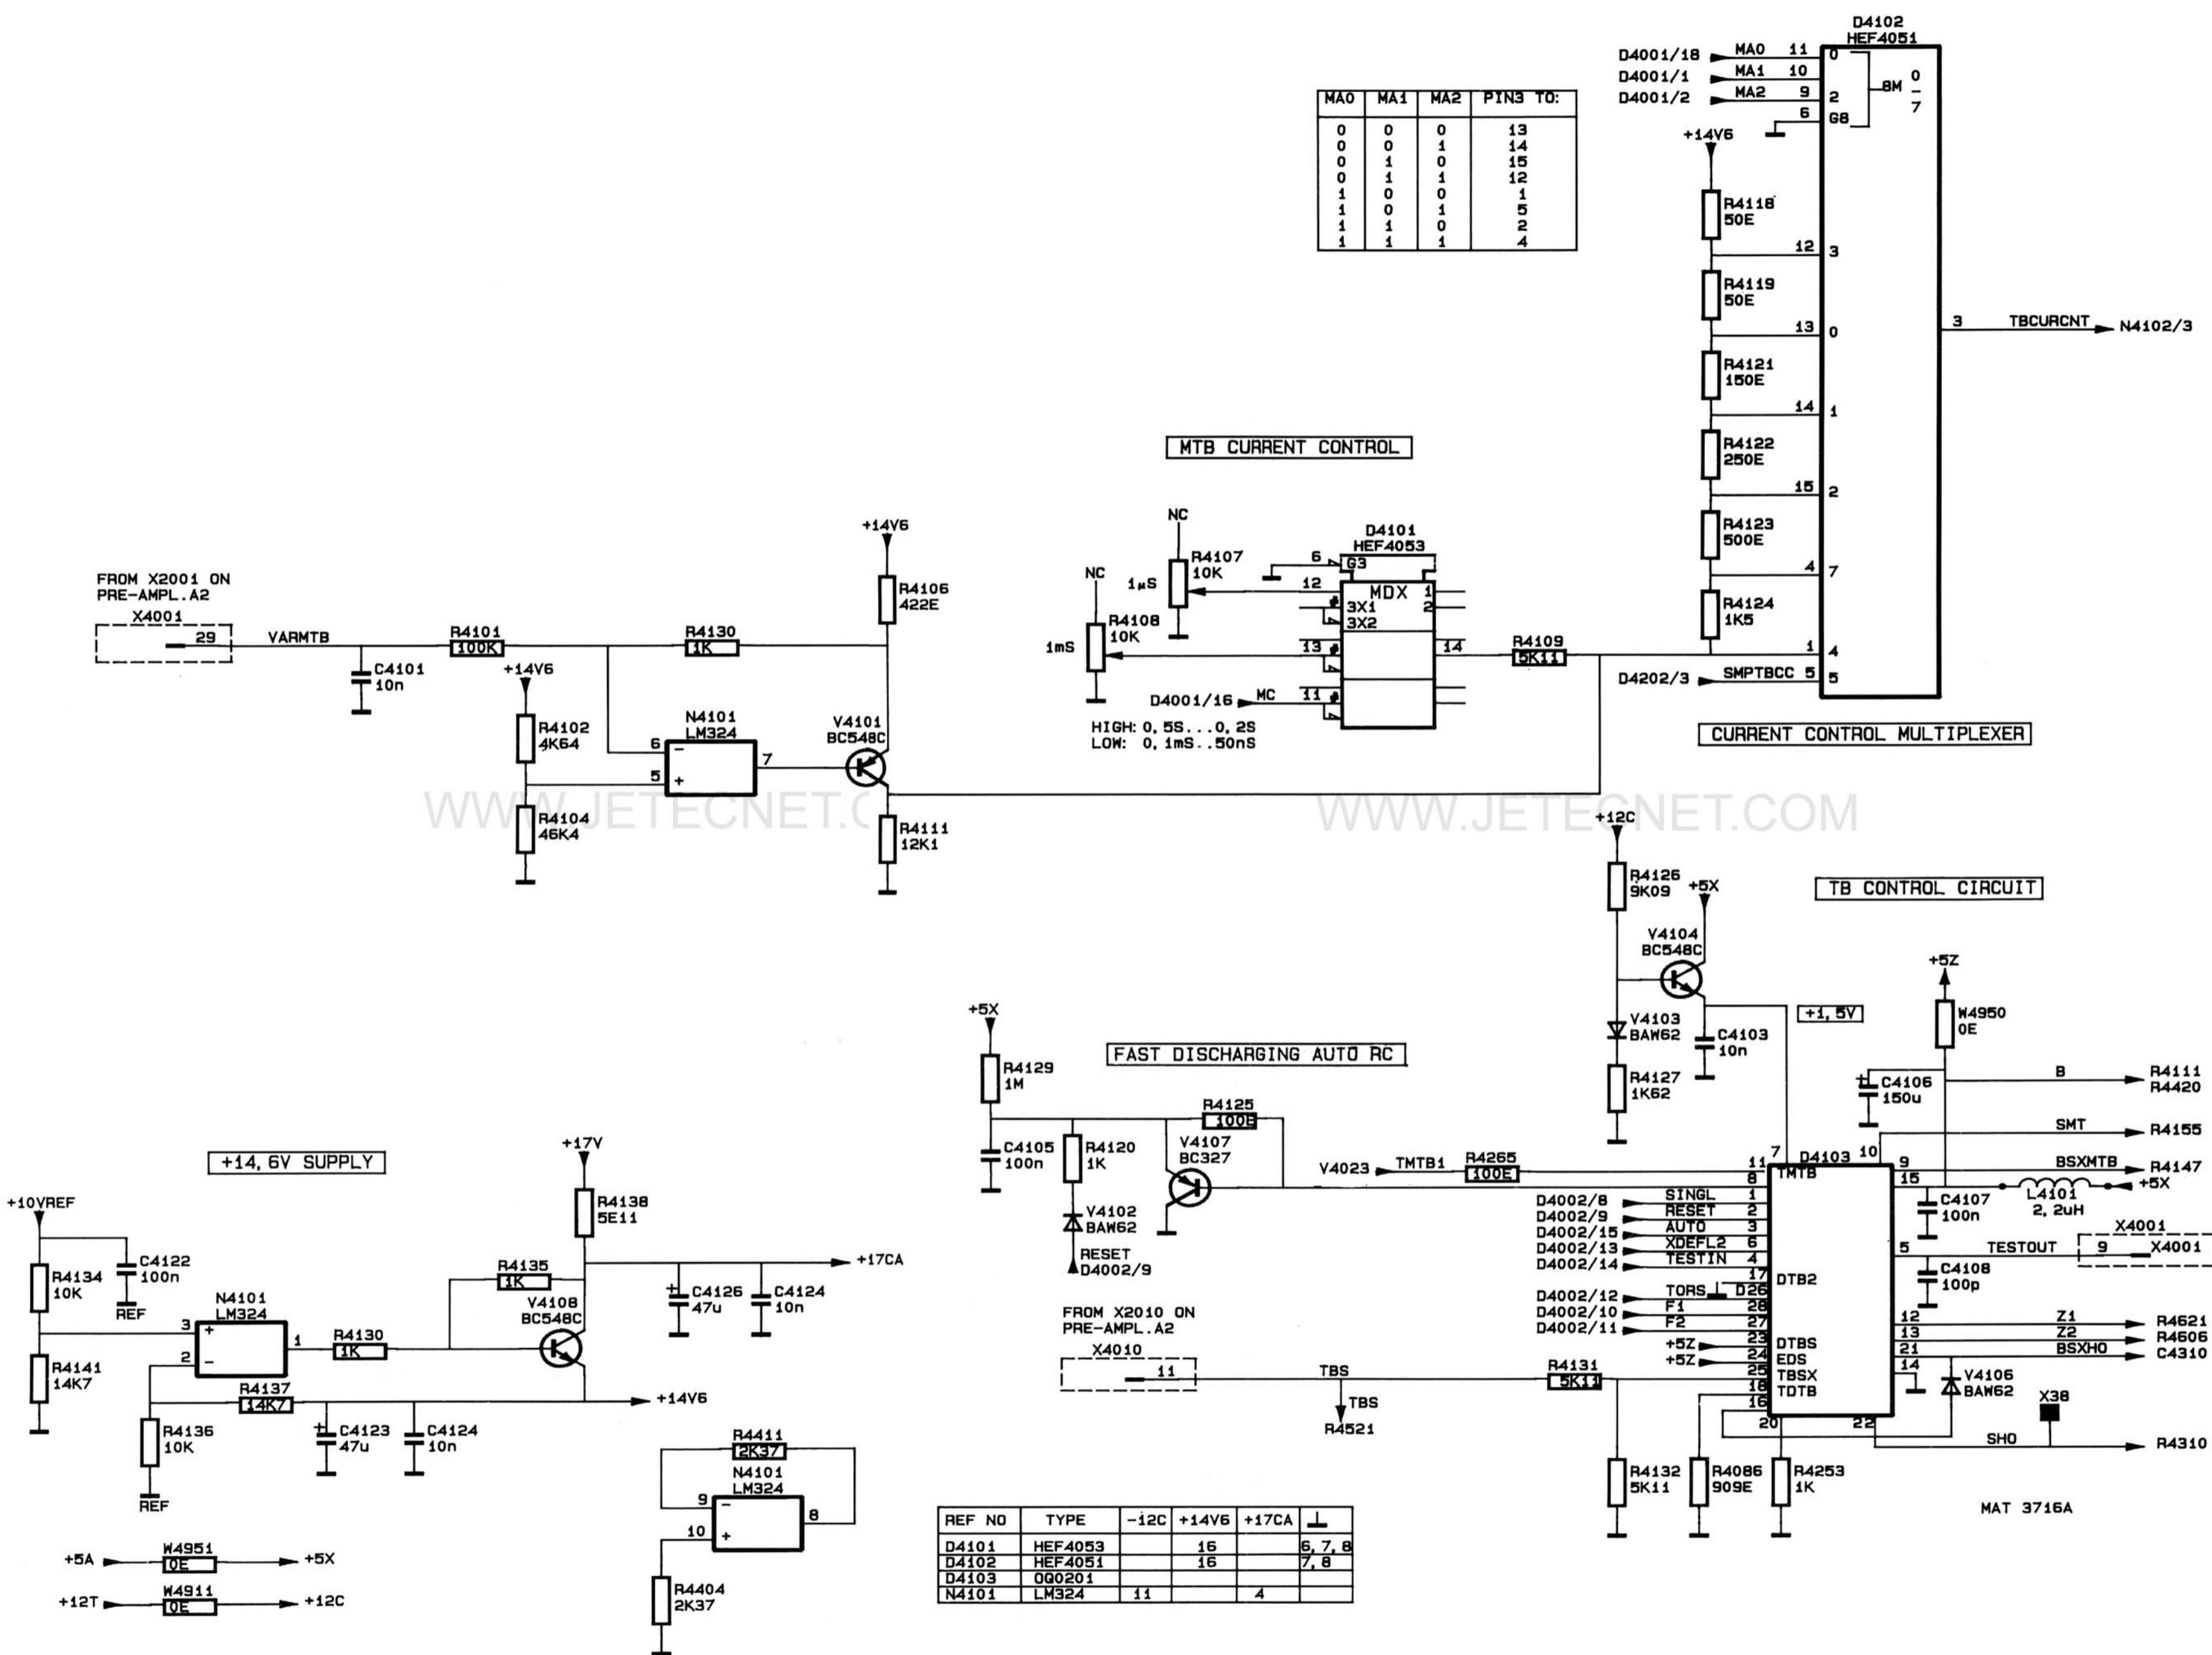 D4102
HEF4051
D4001/18 MA0 11 0
D4001/1 MA1 10
D4001/2 MA2 9 2
6 G8
8M 0 - 7
MA0 MA1 MA2 PIN3 TO:
0 0 0 13
0 0 1 14
0 1 0 15
0 1 1 12
1 0 0 1
1 0 1 5
1 1 0 2
1 1 1 4
+14V6
R4118
50E
12 3
R4119
50E
13 0
3 TBCURCNT N4102/3
R4121
150E
14 1
R4122
250E
15 2
R4123
500E
4 7
R4124
1K5
1 4
D4202/3 SMPTBCC 5 5
CURRENT CONTROL MULTIPLEXER
MTB CURRENT CONTROL
NC
R4107
10K
1µS
NC
R4108
10K
1mS
D4101
HEF4053
6 G3
12 MDX 1
3X1 2
3X2
13 14
D4001/16 MC 11
HIGH: 0,5S...0,2S
LOW: 0,1mS..50nS
R4109
5K11
FROM X2001 ON
PRE-AMPL.A2
X4001
29 VARMTB
C4101
10n
R4101
100K
R4130
1K
+14V6
R4106
422E
+14V6
R4102
4K64
R4104
46K4
N4101
LM324
6 -
5 +
7
V4101
BC548C
R4111
12K1
WWW.JETECNET.C
WWW.JETECNET.COM
+12C
R4126
9K09
+5X
V4104
BC548C
V4103
BAW62
C4103
10n
R4127
1K62
+1,5V
TB CONTROL CIRCUIT
+5Z
W4950
0E
C4106
150u
B R4111
R4420
SMT R4155
BSXMTB R4147
L4101
2,2uH
+5X
C4107
100n
X4001
5 TESTOUT 9 X4001
C4108
100p
12 Z1 R4621
13 Z2 R4606
21 BSXHO C4310
14
V4106
BAW62
X38
SHO R4310
MAT 3716A
FAST DISCHARGING AUTO RC
+5X
R4129
1M
C4105
100n
R4120
1K
V4102
BAW62
RESET
D4002/9
R4125
100E
V4107
BC327
V4023 TMTB1
R4265
100E
7 D4103 10
11 TMTB 9
8 15
D4002/8 SINGL 1
D4002/9 RESET 2
D4002/15 AUTO 3
D4002/13 XDEFL2 6
D4002/14 TESTIN 4
17 DTB2
D4002/12 TORS D26
D4002/10 F1 28
D4002/11 F2 27
+5Z 23 DTBS
+5Z 24 EDS
25 TBSX
18 TDTB
16
20 22
FROM X2010 ON
PRE-AMPL.A2
X4010
11 TBS
TBS
R4521
R4131
5K11
R4132
5K11
R4086
909E
R4253
1K
+14,6V SUPPLY
+10VREF
R4134
10K
C4122
100n
REF
R4141
14K7
N4101
LM324
3 +
2 -
1
R4130
1K
R4135
1K
+17V
R4138
5E11
V4108
BC548C
+17CA
C4126
47u
C4124
10n
R4137
14K7
+14V6
R4136
10K
REF
C4123
47u
C4124
10n
R4411
2K37
N4101
LM324
9 -
10 +
8
R4404
2K37
+5A W4951 +5X
0E
+12T W4911 +12C
0E
REF NO TYPE -12C +14V6 +17CA
D4101 HEF4053 16 6,7,8
D4102 HEF4051 16 7,8
D4103 OQ0201
N4101 LM324 11 4